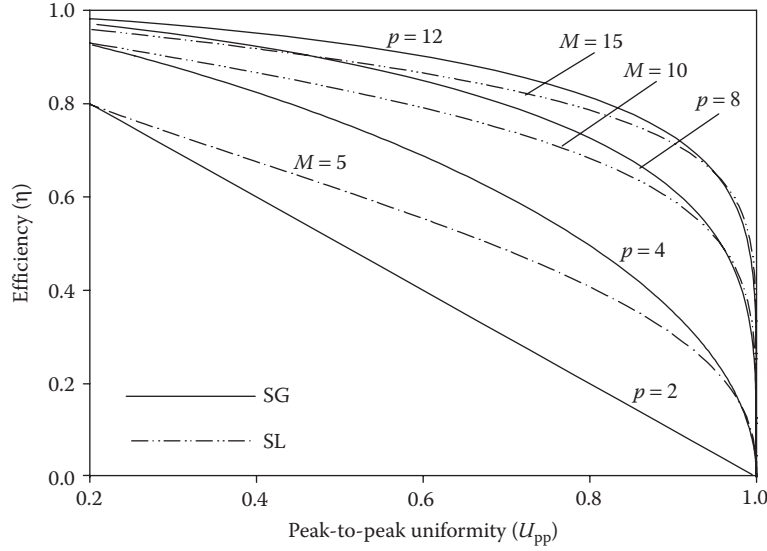 1.0
0.8
0.6
0.4
0.2
0.0
Efficiency (η)
p = 12
M = 15
M = 10
p = 8
M = 5
p = 4
p = 2
SG
SL
0.2
0.4
0.6
0.8
1.0
Peak-to-peak uniformity (Upp)